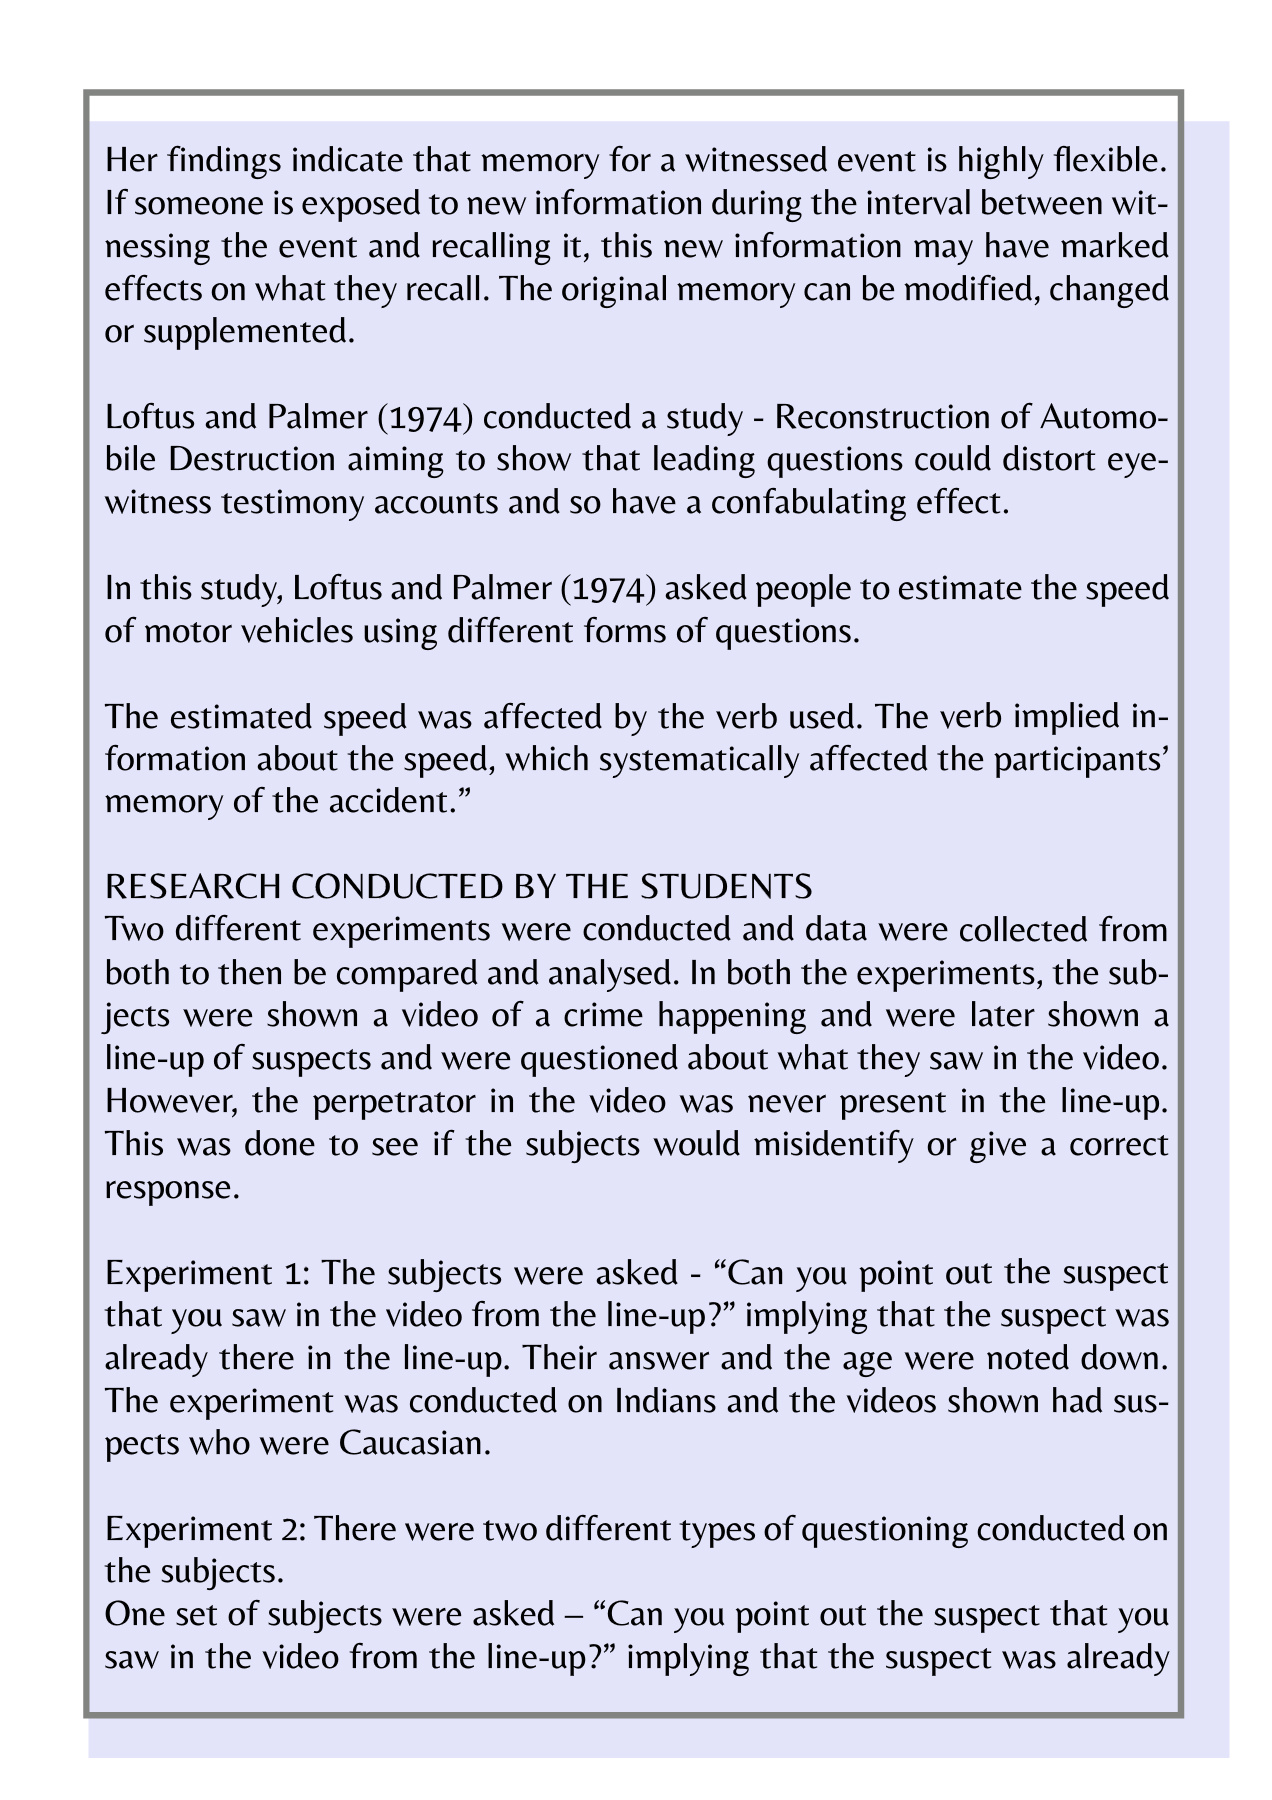 Her findings indicate that memory for a witnessed event is highly flexible.
If someone is exposed to new information during the interval between wit-
nessing the event and recalling it, this new information may have marked
effects on what they recall. The original memory can be modified, changed
or supplemented.
Loftus and Palmer (1974) conducted a study - Reconstruction of Automo-
bile Destruction aiming to show that leading questions could distort eye-
witness testimony accounts and so have a confabulating effect.
In this study, Loftus and Palmer (1974) asked people to estimate the speed
of motor vehicles using different forms of questions.
The estimated speed was affected by the verb used. The verb implied in-
formation about the speed, which systematically affected the participants’
memory of the accident.”
RESEARCH CONDUCTED BY THE STUDENTS
Two different experiments were conducted and data were collected from
both to then be compared and analysed. In both the experiments, the sub-
jects were shown a video of a crime happening and were later shown a
line-up of suspects and were questioned about what they saw in the video.
However, the perpetrator in the video was never present in the line-up.
This was done to see if the subjects would misidentify or give a correct
response.
Experiment 1: The subjects were asked - “Can you point out the suspect
that you saw in the video from the line-up?” implying that the suspect was
already there in the line-up. Their answer and the age were noted down.
The experiment was conducted on Indians and the videos shown had sus-
pects who were Caucasian.
Experiment 2: There were two different types of questioning conducted on
the subjects.
One set of subjects were asked – “Can you point out the suspect that you
saw in the video from the line-up?” implying that the suspect was already